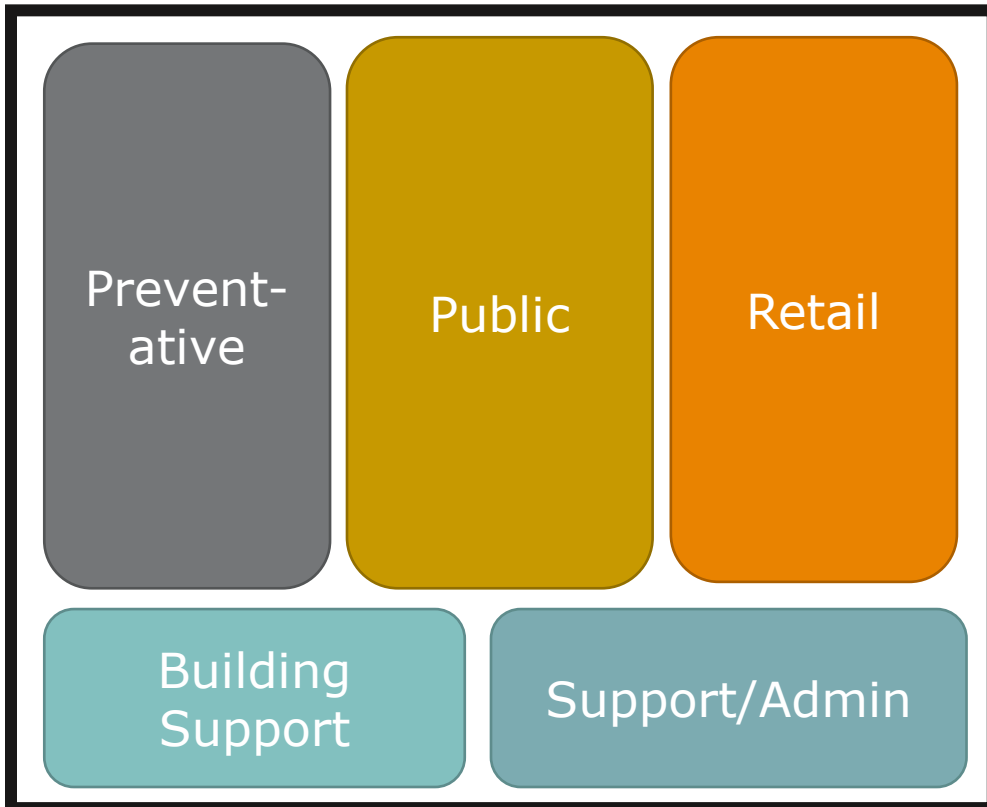 Prevent-
ative
Public
Retail
Building
Support
Support/Admin